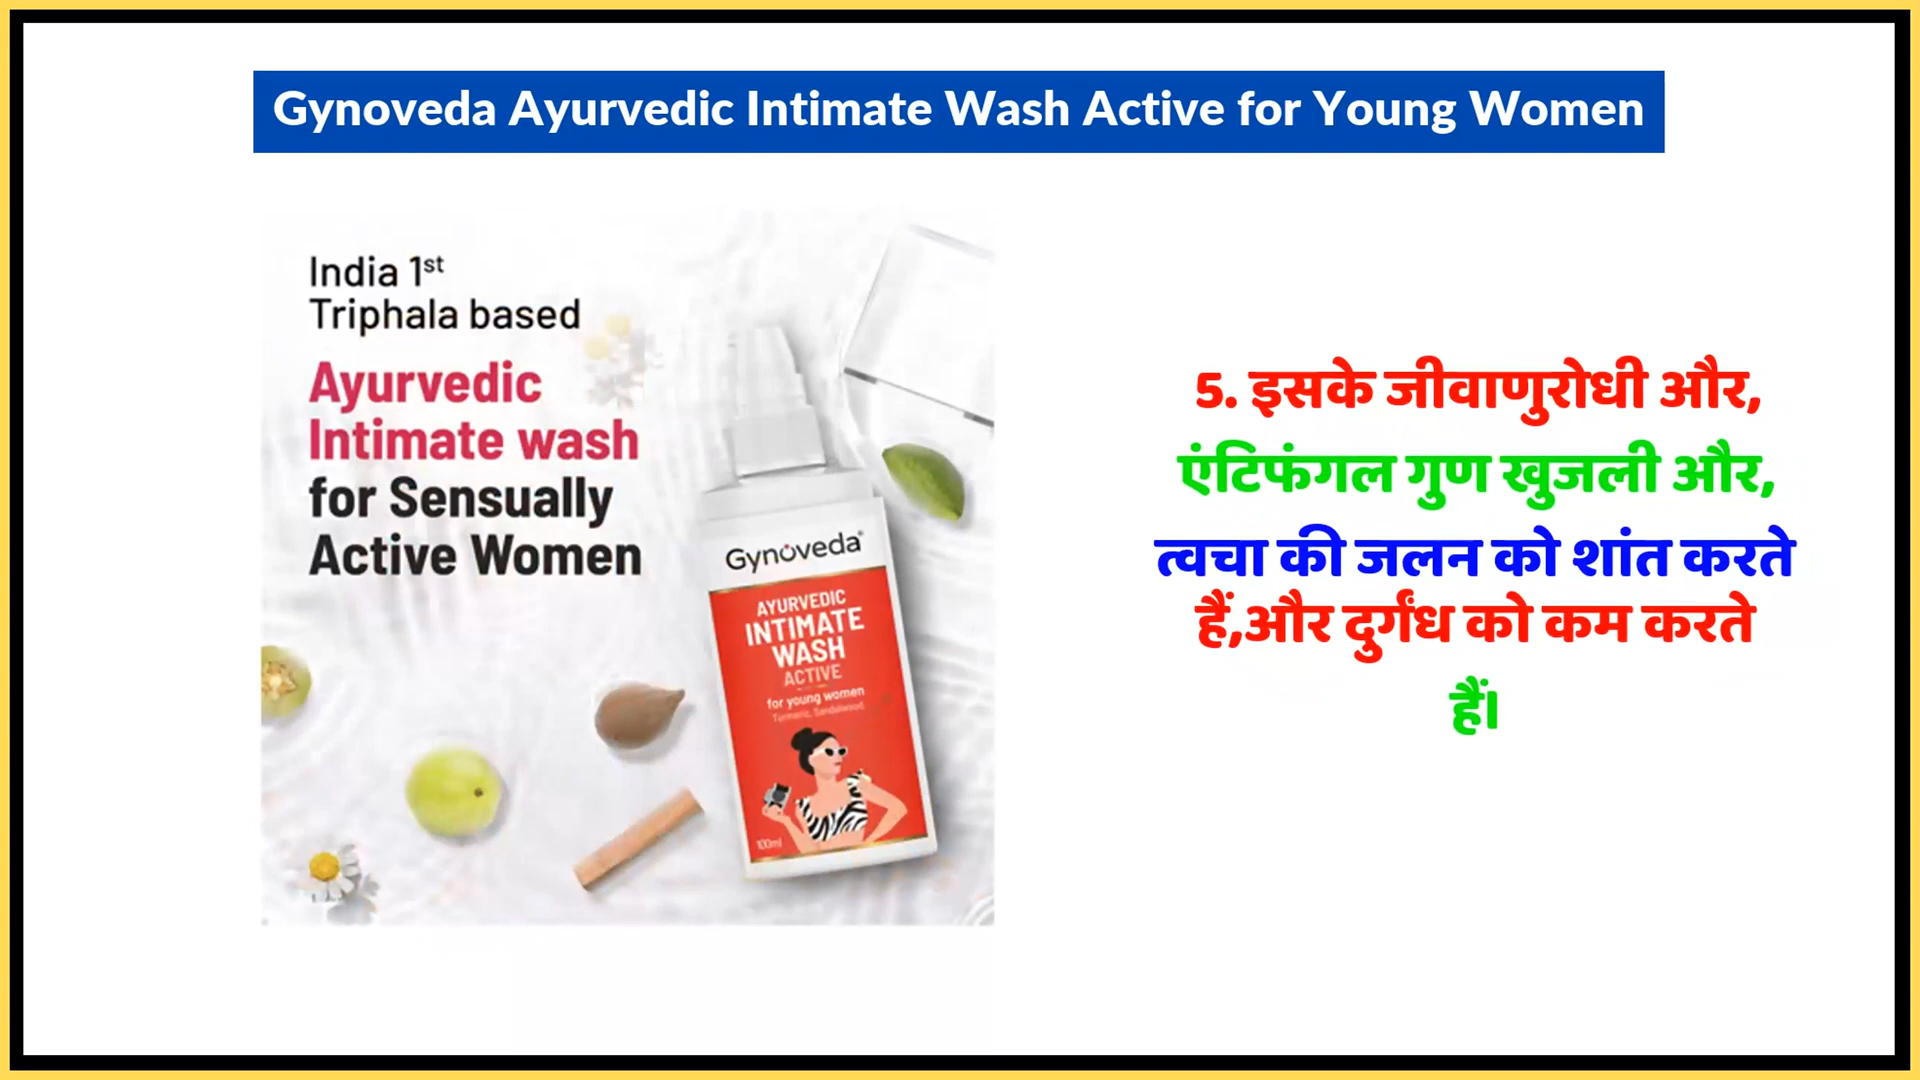 Gynoveda Ayurvedic Intimate Wash Active for Young Women
India 1st
Triphala based
Ayurvedic
Intimate wash
for Sensually
Active Women
Gynoveda
AYURVEDIC
INTIMATE
WASH
ACTIVE
for young women
Turmeric, Sandalwood
100ml
5. इसके जीवाणुरोधी और,
एंटिफंगल गुण खुजली और,
त्वचा की जलन को शांत करते
हैं,और दुर्गंध को कम करते
हैं।